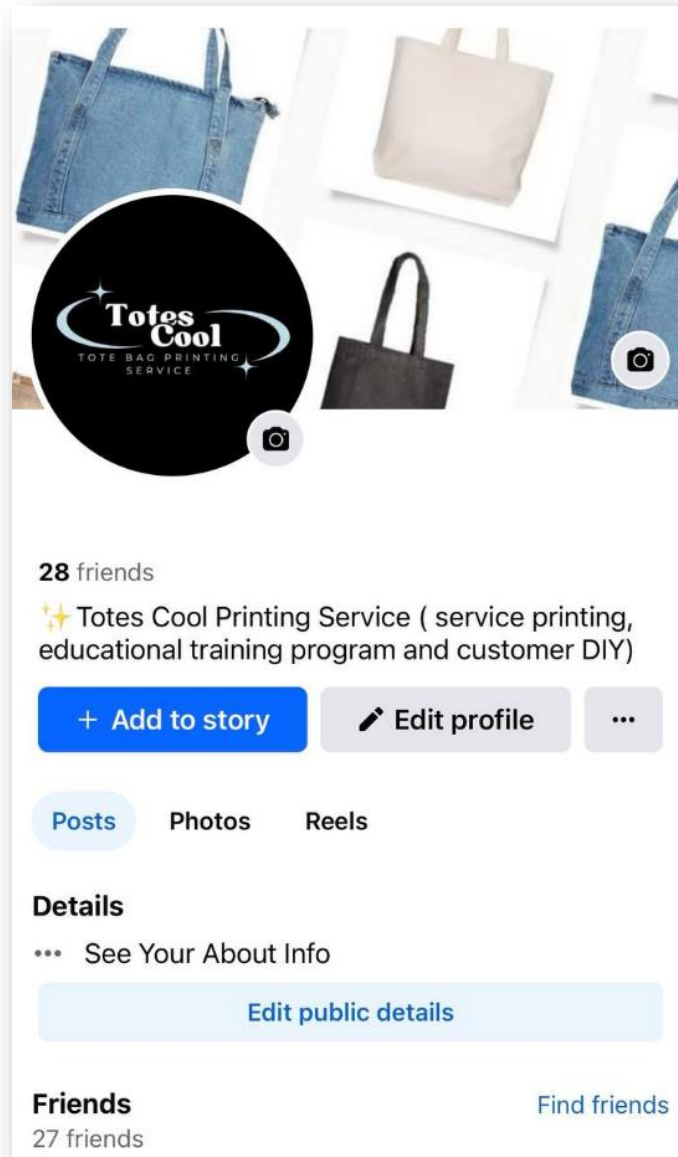 Totes
Cool
TOTE BAG PRINTING
SERVICE
28 friends
✨ Totes Cool Printing Service ( service printing,
educational training program and customer DIY)
+ Add to story
Edit profile
...
Posts Photos Reels
Details
... See Your About Info
Edit public details
Friends Find friends
27 friends